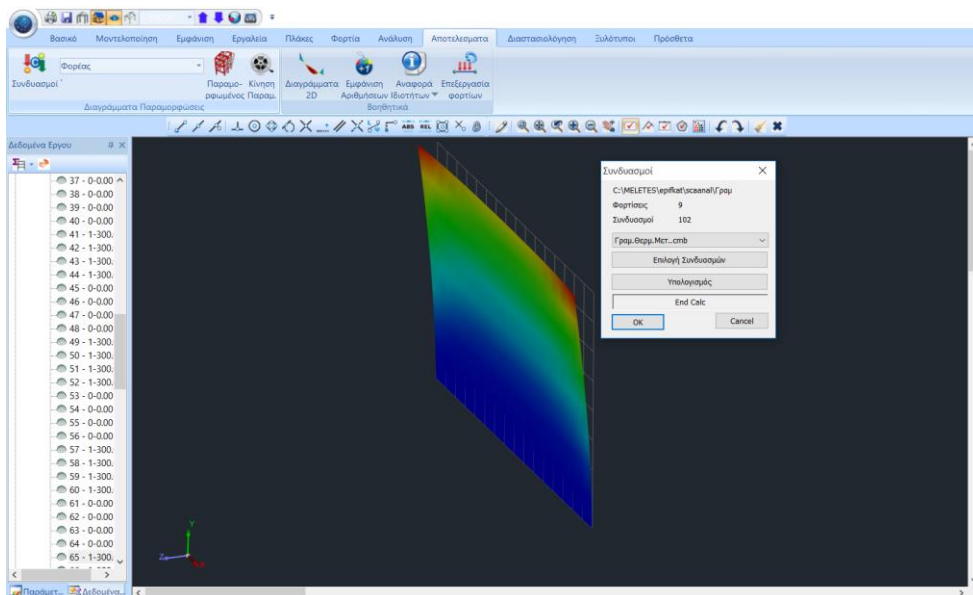 Βασικό Μοντελοποίηση Εμφάνιση Εργαλεία Πλάκες Φορτία Ανάλυση Αποτελεσματα Διαστασιολόγηση Ξυλότυποι Πρόσθετα
Φορέας
Συνδυασμοί
Παραμο- Κίνηση
ρφωμένος Παραμ.
Διαγράμματα Παραμορφώσεις
Διαγράμματα Εμφάνιση Αναφορά Επεξεργασία
2D Αριθμήσεων Ιδιοτήτων φορτίων
Βοηθητικά
ABS REL
Δεδομένα Εργου
37 - 0-0.00
38 - 0-0.00
39 - 0-0.00
40 - 0-0.00
41 - 1-300.
42 - 1-300.
43 - 1-300.
44 - 1-300.
45 - 0-0.00
46 - 0-0.00
47 - 0-0.00
48 - 0-0.00
49 - 1-300.
50 - 1-300.
51 - 1-300.
52 - 1-300.
53 - 0-0.00
54 - 0-0.00
55 - 0-0.00
56 - 0-0.00
57 - 1-300.
58 - 1-300.
59 - 1-300.
60 - 1-300.
61 - 0-0.00
62 - 0-0.00
63 - 0-0.00
64 - 0-0.00
65 - 1-300.
Παράμετ... Δεδομένα...
Συνδυασμοί
C:\MELETES\epifkat\scaanal\Γραμ
Φορτίσεις 9
Συνδυασμοί 102
Γραμ.Θερμ.Μετ..cmb
Επιλογή Συνδυασμών
Υπολογισμός
End Calc
OK Cancel
Y
Z